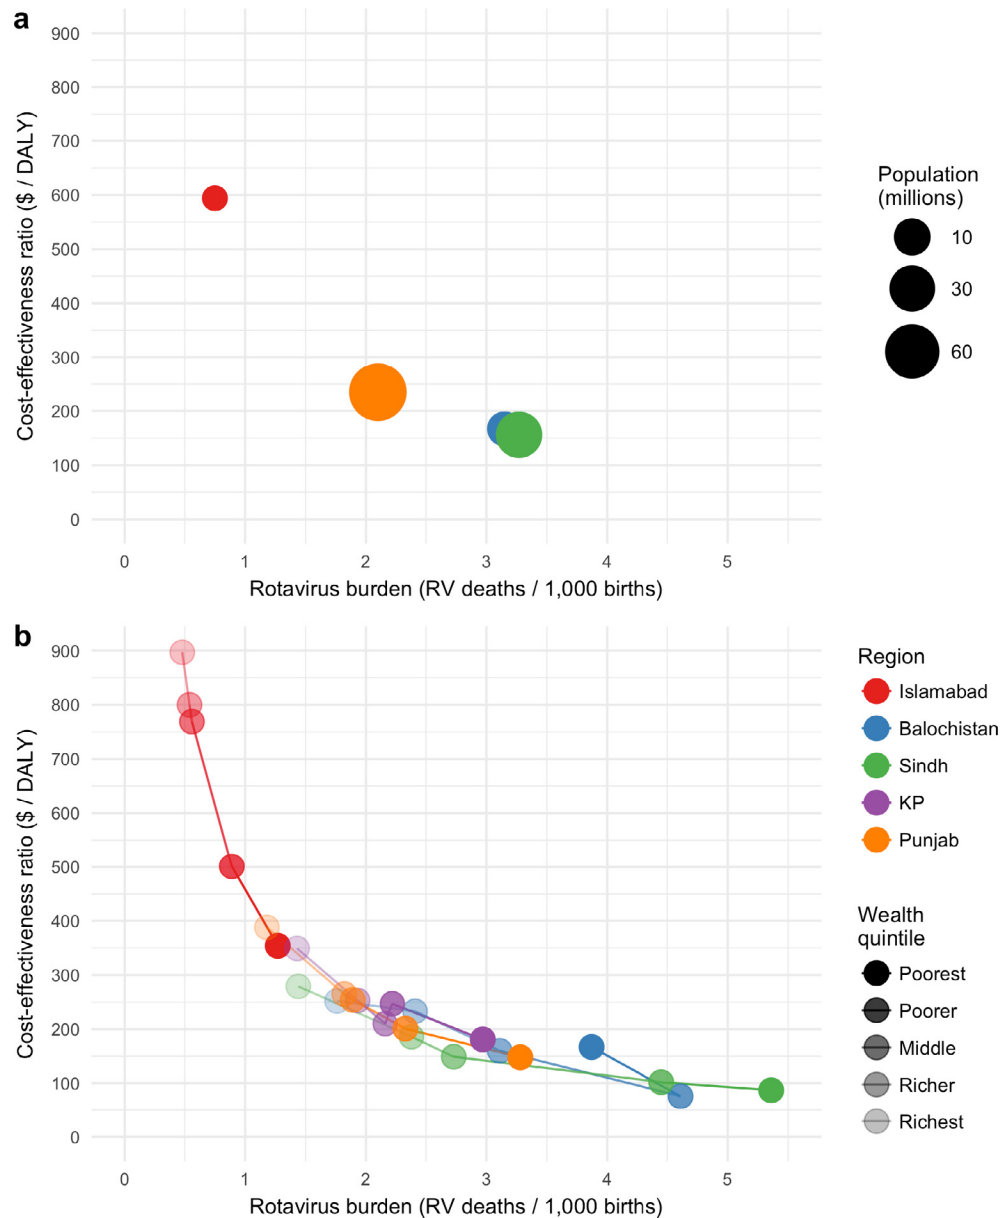 a
900
800
700
600
500
400
300
200
100
0
Cost-effectiveness ratio ($ / DALY)
0 1 2 3 4 5
Rotavirus burden (RV deaths / 1,000 births)
Population
(millions)
10
30
60
b
900
800
700
600
500
400
300
200
100
0
Cost-effectiveness ratio ($ / DALY)
0 1 2 3 4 5
Rotavirus burden (RV deaths / 1,000 births)
Region
Islamabad
Balochistan
Sindh
KP
Punjab
Wealth
quintile
Poorest
Poorer
Middle
Richer
Richest